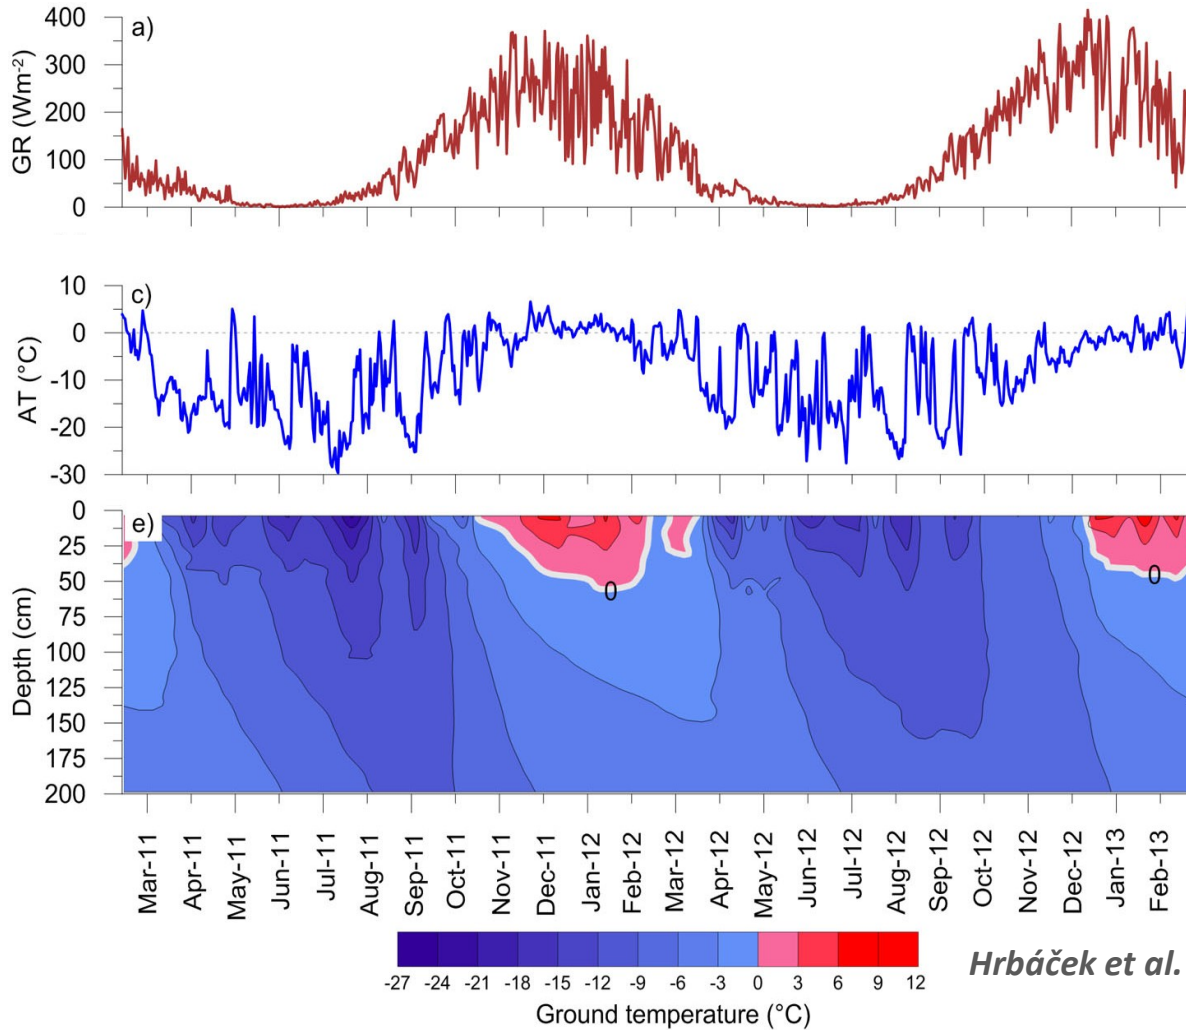 a)
GR (Wm-2)
400
300
200
100
0
c)
AT (°C)
10
0
-10
-20
-30
e)
Depth (cm)
0
25
50
75
100
125
150
175
200
0
0
Mar-11
Apr-11
May-11
Jun-11
Jul-11
Aug-11
Sep-11
Oct-11
Nov-11
Dec-11
Jan-12
Feb-12
Mar-12
Apr-12
May-12
Jun-12
Jul-12
Aug-12
Sep-12
Oct-12
Nov-12
Dec-12
Jan-13
Feb-13
-27 -24 -21 -18 -15 -12 -9 -6 -3 0 3 6 9 12
Ground temperature (°C)
Hrbáček et al.